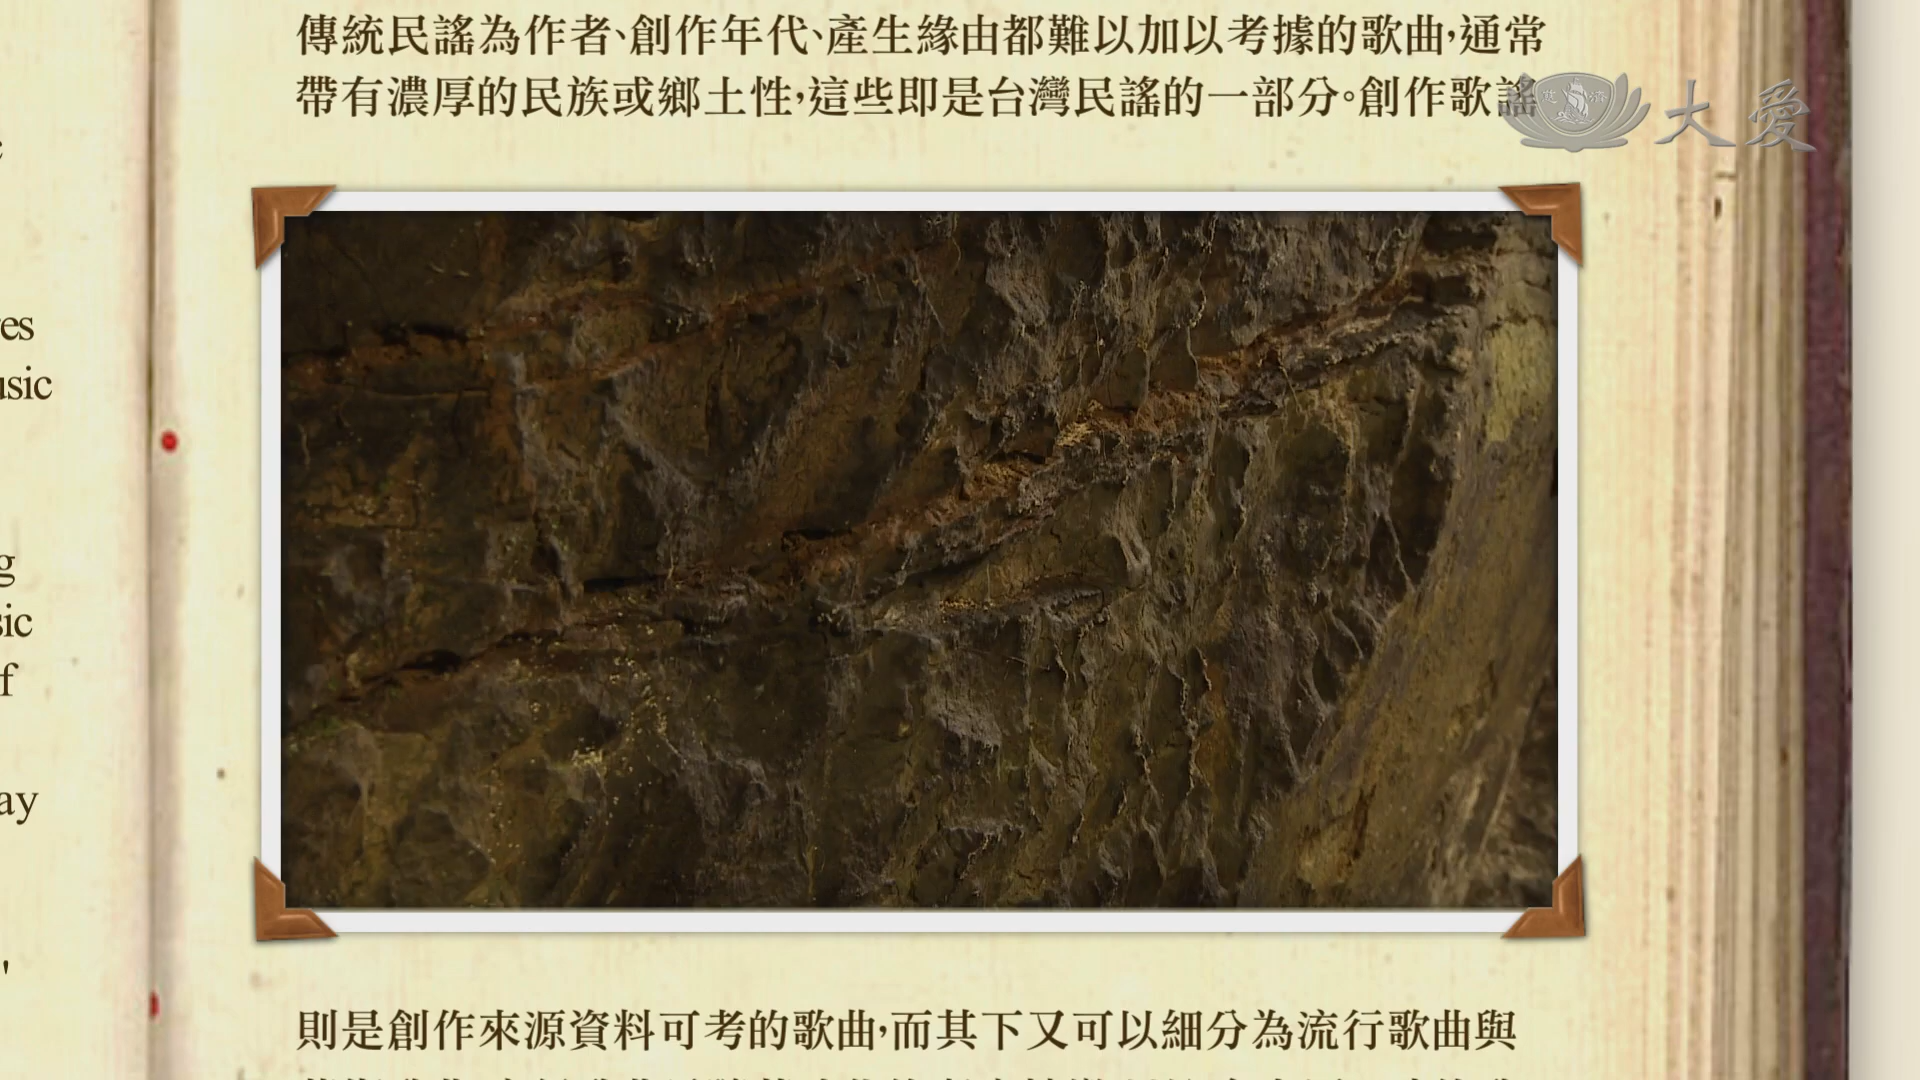 傳統民謠為作者、創作年代、產生緣由都難以加以考據的歌曲,通常
帶有濃厚的民族或鄉土性,這些即是台灣民謠的一部分。創作歌謠
大愛
usic
sic
則是創作來源資料可考的歌曲,而其下又可以細分為流行歌曲與